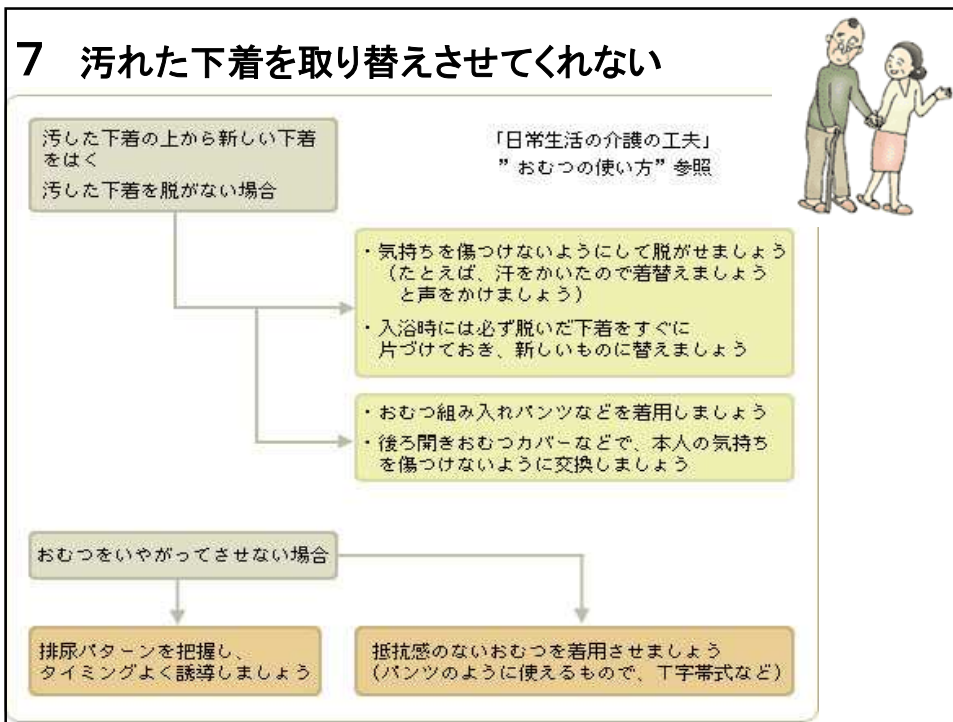 7 汚れた下着を取り替えさせてくれない
汚した下着の上から新しい下着
をはく
汚した下着を脱がない場合
「日常生活の介護の工夫」
”おむつの使い方”参照
・気持ちを傷つけないようにして脱がせましょう
（たとえば、汗をかいたので着替えましょう
と声をかけましょう）
・入浴時には必ず脱いだ下着をすぐに
片づけておき、新しいものに替えましょう
・おむつ組み入れパンツなどを着用しましょう
・後ろ開きおむつカバーなどで、本人の気持ち
を傷つけないように交換しましょう
おむつをいやがってさせない場合
排尿パターンを把握し、
タイミングよく誘導しましょう
抵抗感のないおむつを着用させましょう
（パンツのように使えるもので、丁字帯式など）